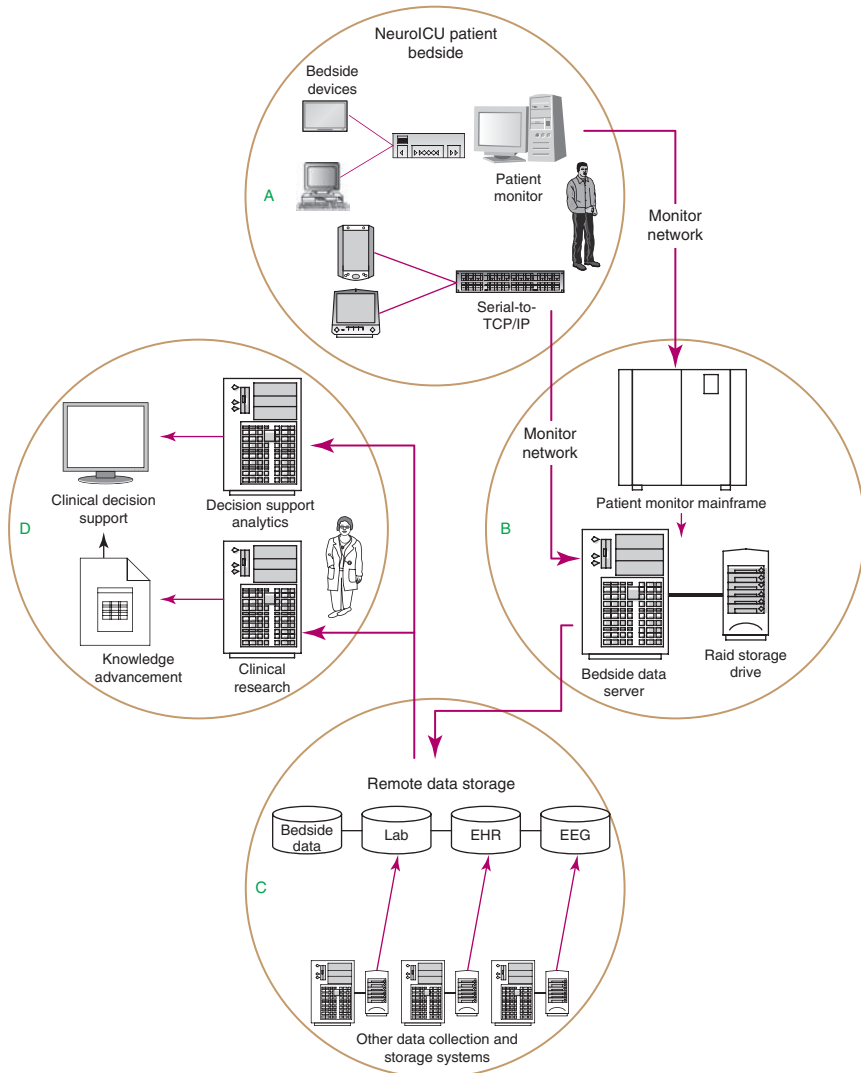 NeuroICU patient
bedside
Bedside
devices
A
Patient
monitor
Monitor
network
Serial-to-
TCP/IP
Monitor
network
Patient monitor mainframe
B
Bedside data
server
Raid storage
drive
Clinical decision
support
Decision support
analytics
D
Knowledge
advancement
Clinical
research
Remote data storage
Bedside
data
Lab
EHR
EEG
C
Other data collection and
storage systems